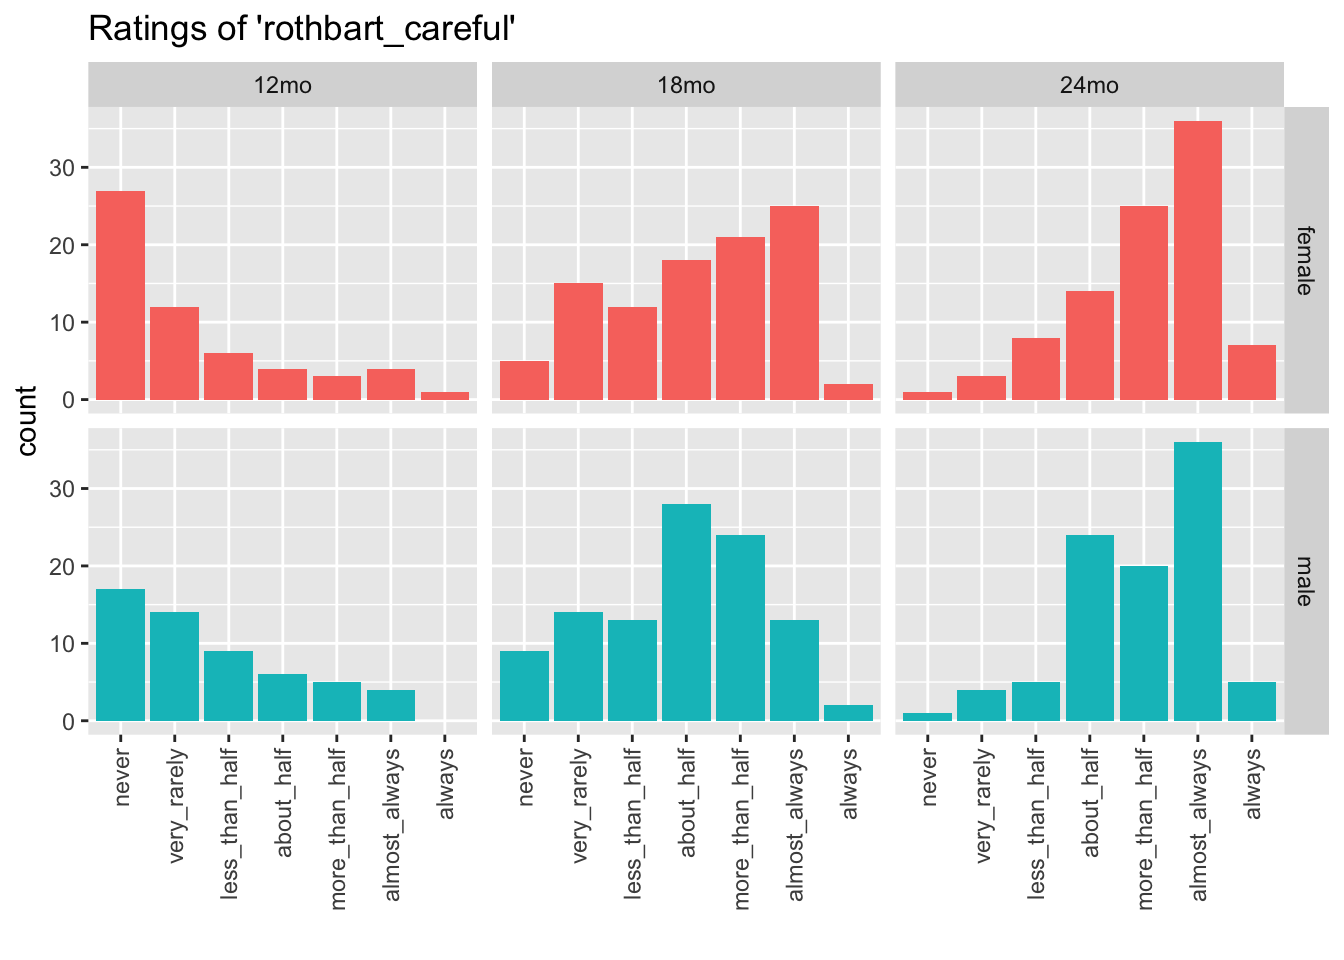 Ratings of 'rothbart_careful'
12mo 18mo 24mo
30
20
10
0
female
count
30
20
10
0
male
never very_rarely less_than_half about_half more_than_half almost_always always never very_rarely less_than_half about_half more_than_half almost_always always never very_rarely less_than_half about_half more_than_half almost_always always